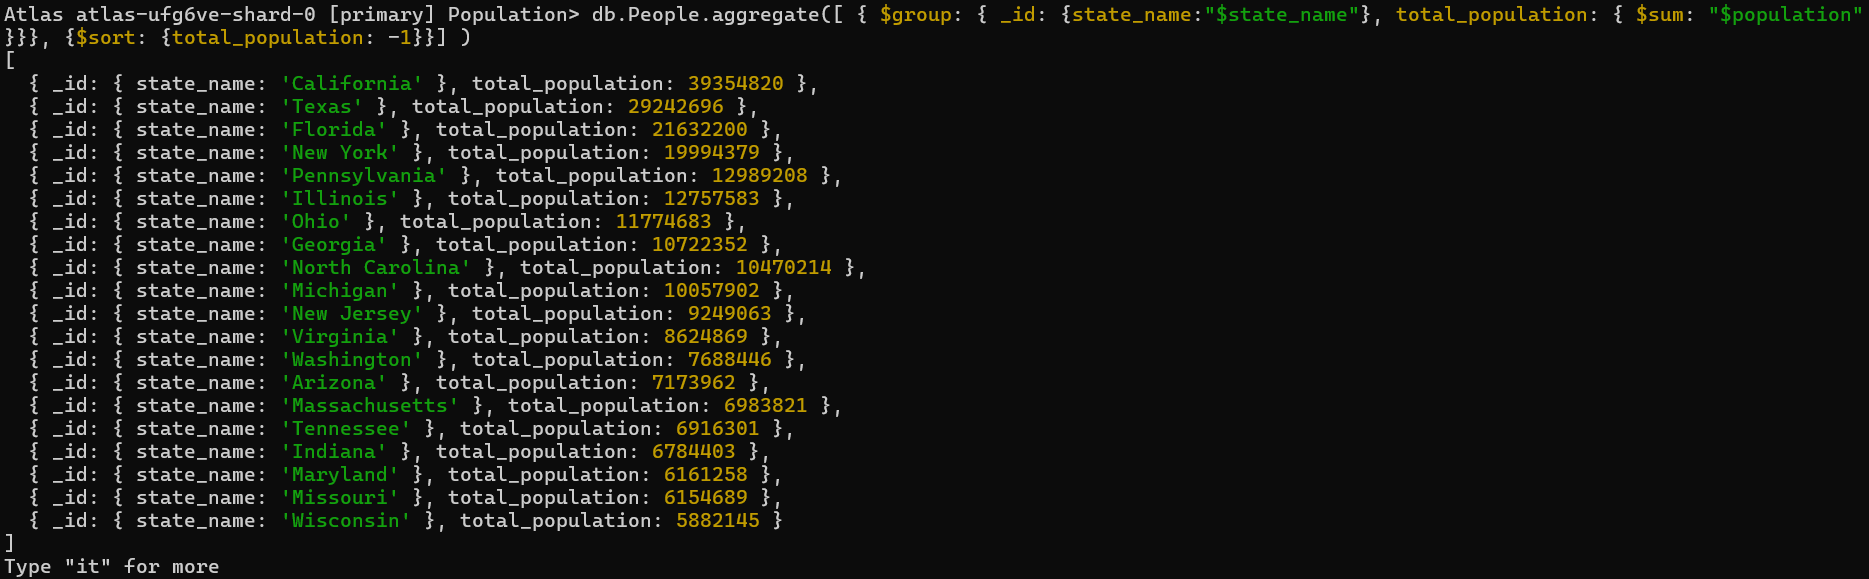 Atlas atlas-ufg6ve-shard-0 [primary] Population> db.People.aggregate([ { $group: { _id: {state_name:"$state_name"}, total_population: { $sum: "$population"
}}}, {$sort: {total_population: -1}}] )
[
  { _id: { state_name: 'California' }, total_population: 39354820 },
  { _id: { state_name: 'Texas' }, total_population: 29242696 },
  { _id: { state_name: 'Florida' }, total_population: 21632200 },
  { _id: { state_name: 'New York' }, total_population: 19994379 },
  { _id: { state_name: 'Pennsylvania' }, total_population: 12989208 },
  { _id: { state_name: 'Illinois' }, total_population: 12757583 },
  { _id: { state_name: 'Ohio' }, total_population: 11774683 },
  { _id: { state_name: 'Georgia' }, total_population: 10722352 },
  { _id: { state_name: 'North Carolina' }, total_population: 10470214 },
  { _id: { state_name: 'Michigan' }, total_population: 10057902 },
  { _id: { state_name: 'New Jersey' }, total_population: 9249063 },
  { _id: { state_name: 'Virginia' }, total_population: 8624869 },
  { _id: { state_name: 'Washington' }, total_population: 7688446 },
  { _id: { state_name: 'Arizona' }, total_population: 7173962 },
  { _id: { state_name: 'Massachusetts' }, total_population: 6983821 },
  { _id: { state_name: 'Tennessee' }, total_population: 6916301 },
  { _id: { state_name: 'Indiana' }, total_population: 6784403 },
  { _id: { state_name: 'Maryland' }, total_population: 6161258 },
  { _id: { state_name: 'Missouri' }, total_population: 6154689 },
  { _id: { state_name: 'Wisconsin' }, total_population: 5882145 }
]
Type "it" for more